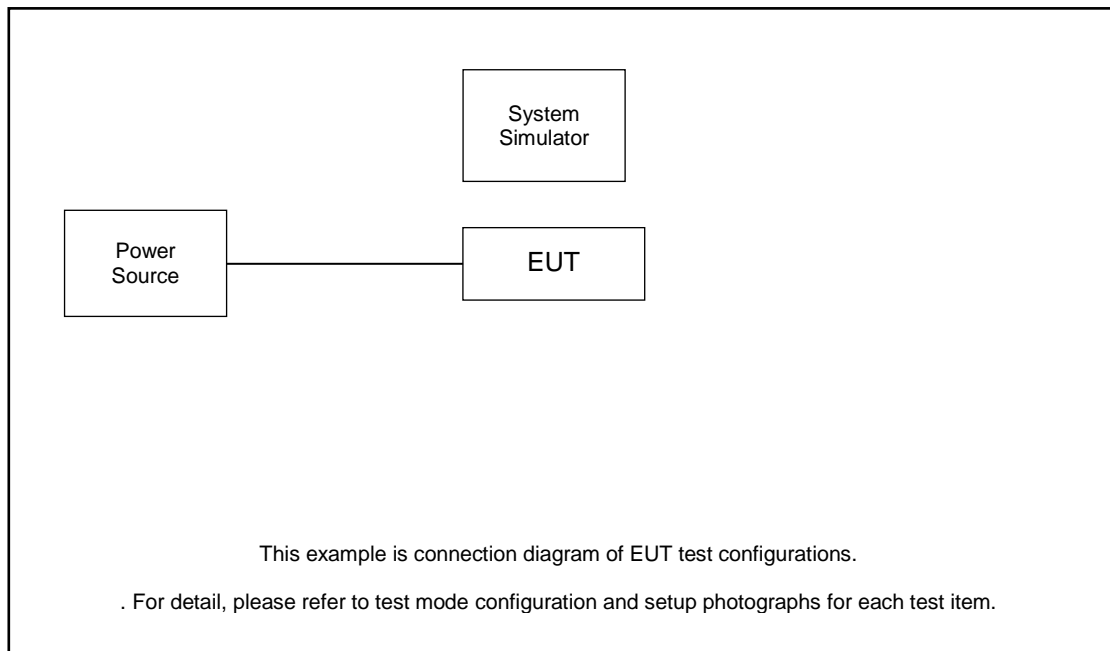 System
Simulator
Power
Source
EUT
This example is connection diagram of EUT test configurations.
. For detail, please refer to test mode configuration and setup photographs for each test item.